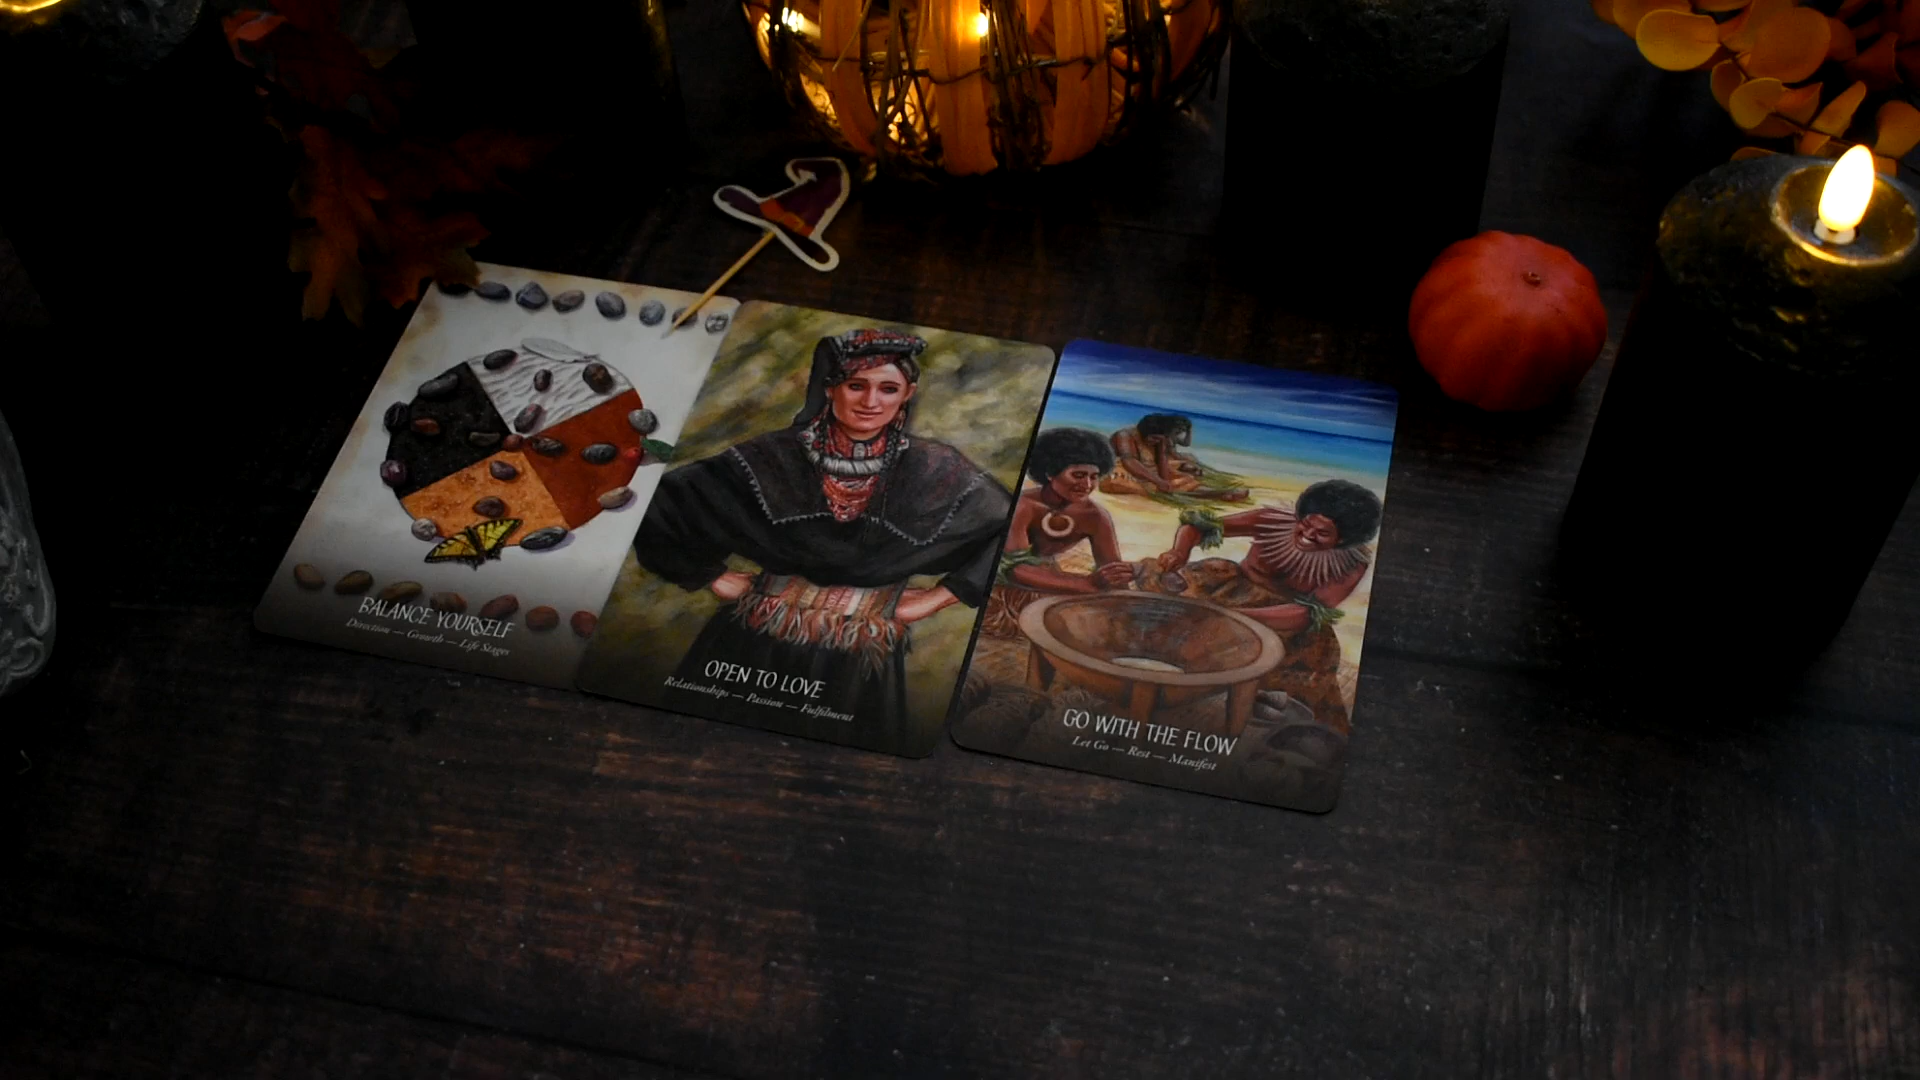 BALANCE YOURSELF
Direction — Growth — Life Stages
OPEN TO LOVE
Relationships — Passion — Fulfilment
GO WITH THE FLOW
Let Go — Rest — Manifest